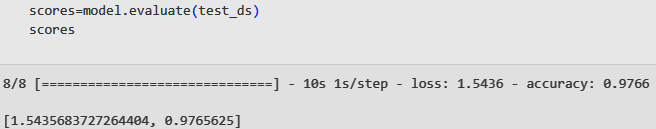 scores=model.evaluate(test_ds)
scores
8/8 [==============================] - 10s 1s/step - loss: 1.5436 - accuracy: 0.9766
[1.5435683727264404, 0.9765625]